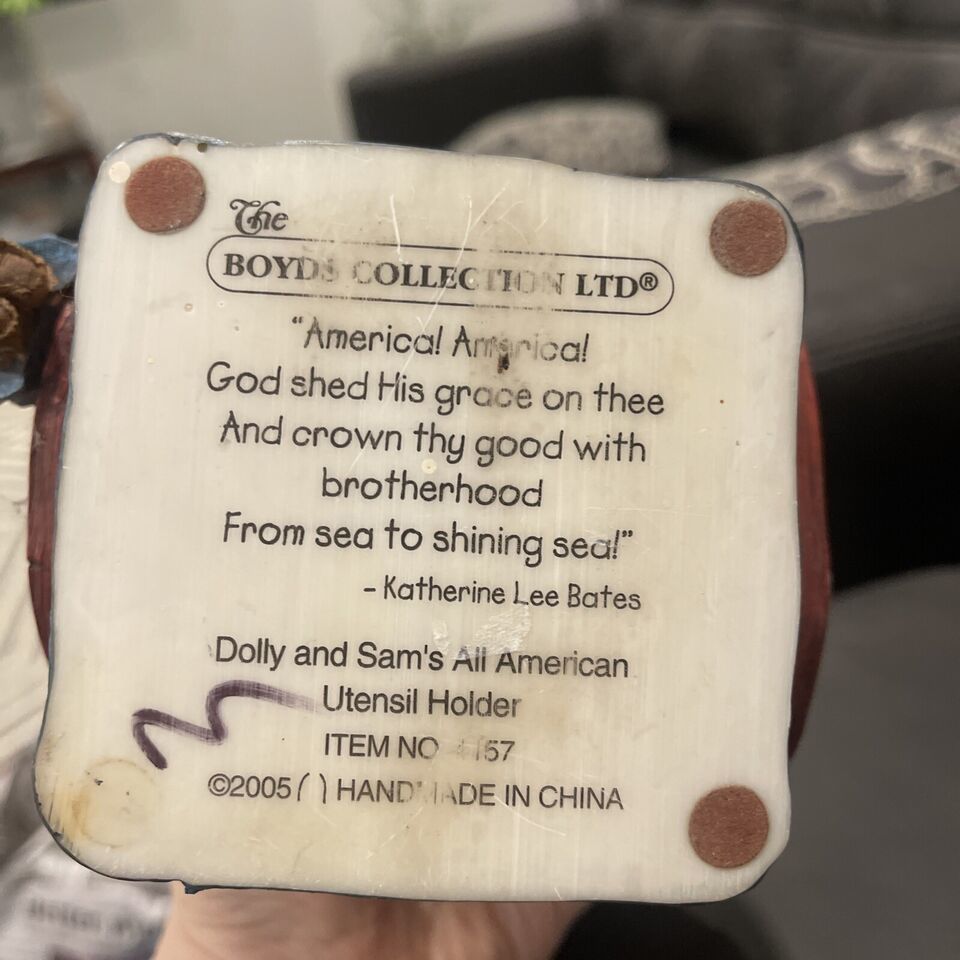 The
BOYDS COLLECTION LTD®
“America! America!
God shed His grace on thee
And crown thy good with
brotherhood
From sea to shining sea!”
- Katherine Lee Bates
Dolly and Sam's All American
Utensil Holder
ITEM NO
©2005 ( ) HANDMADE IN CHINA